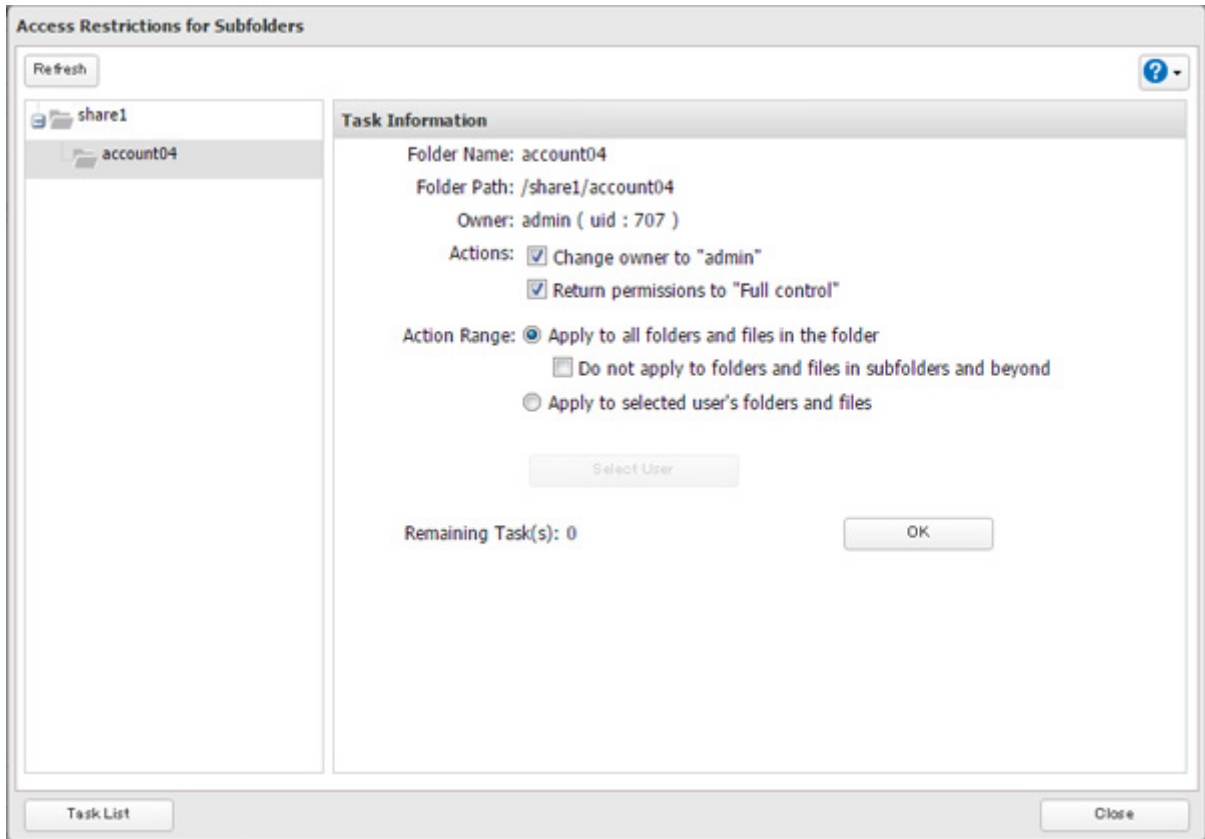 Access Restrictions for Subfolders
Refresh
?
share1
account04
Task Information
Folder Name: account04
Folder Path: /share1/account04
Owner: admin ( uid : 707 )
Actions: Change owner to "admin"
Return permissions to "Full control"
Action Range: Apply to all folders and files in the folder
Do not apply to folders and files in subfolders and beyond
Apply to selected user's folders and files
Select User
Remaining Task(s): 0
OK
Task List
Close